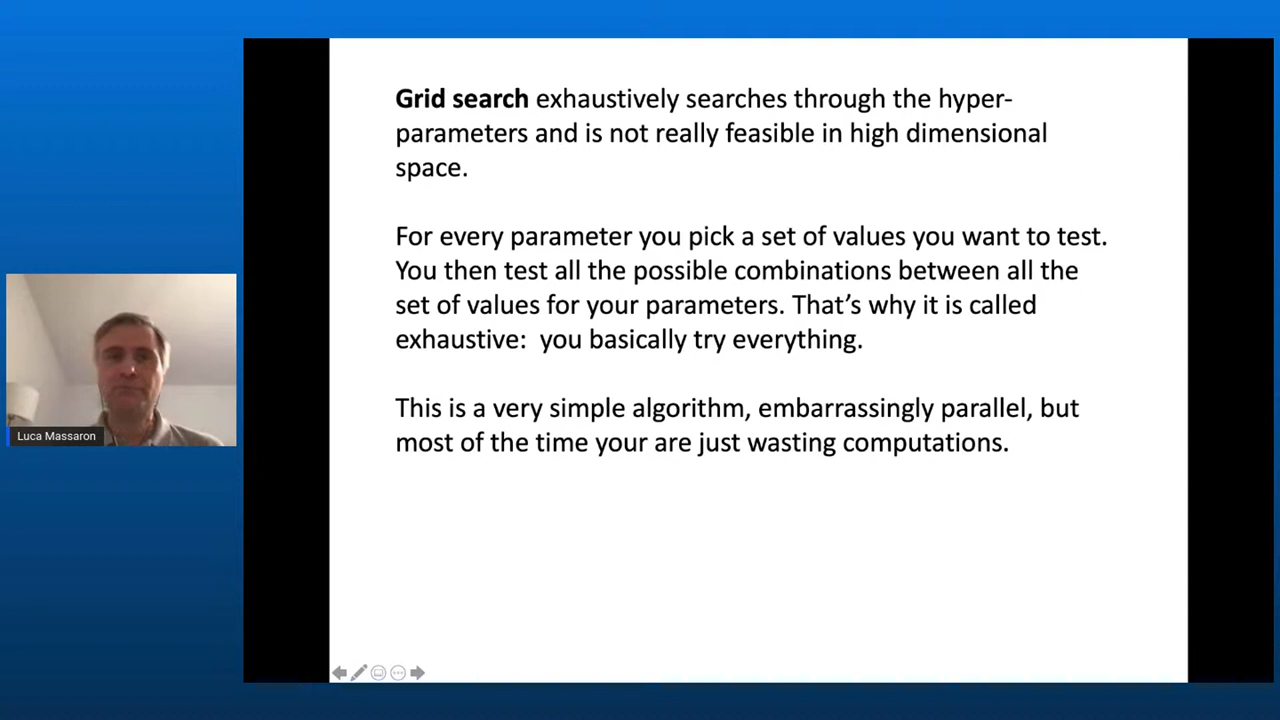 Grid search exhaustively searches through the hyper-
parameters and is not really feasible in high dimensional
space.
For every parameter you pick a set of values you want to test.
You then test all the possible combinations between all the
set of values for your parameters. That’s why it is called
exhaustive:  you basically try everything.
This is a very simple algorithm, embarrassingly parallel, but
most of the time your are just wasting computations.
Luca Massaron